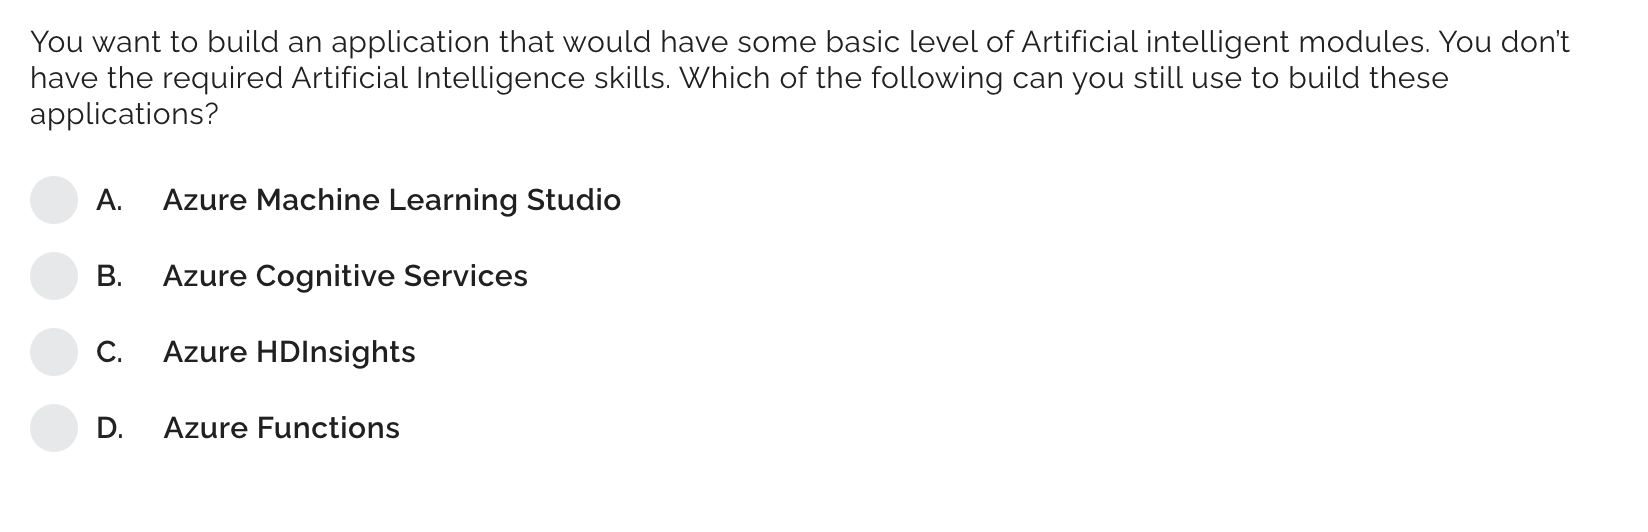 You want to build an application that would have some basic level of Artificial intelligent modules. You don't
have the required Artificial Intelligence skills. Which of the following can you still use to build these
applications?
A. Azure Machine Learning Studio
B. Azure Cognitive Services
C. Azure HDInsights
D. Azure Functions